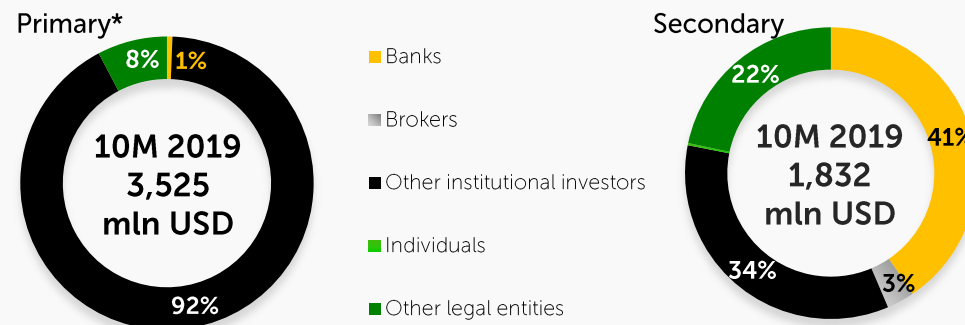 Primary*
8%
1%
10M 2019
3,525
mln USD
92%
Banks
Brokers
Other institutional investors
Individuals
Other legal entities
Secondary
22%
41%
10M 2019
1,832
mln USD
34%
3%